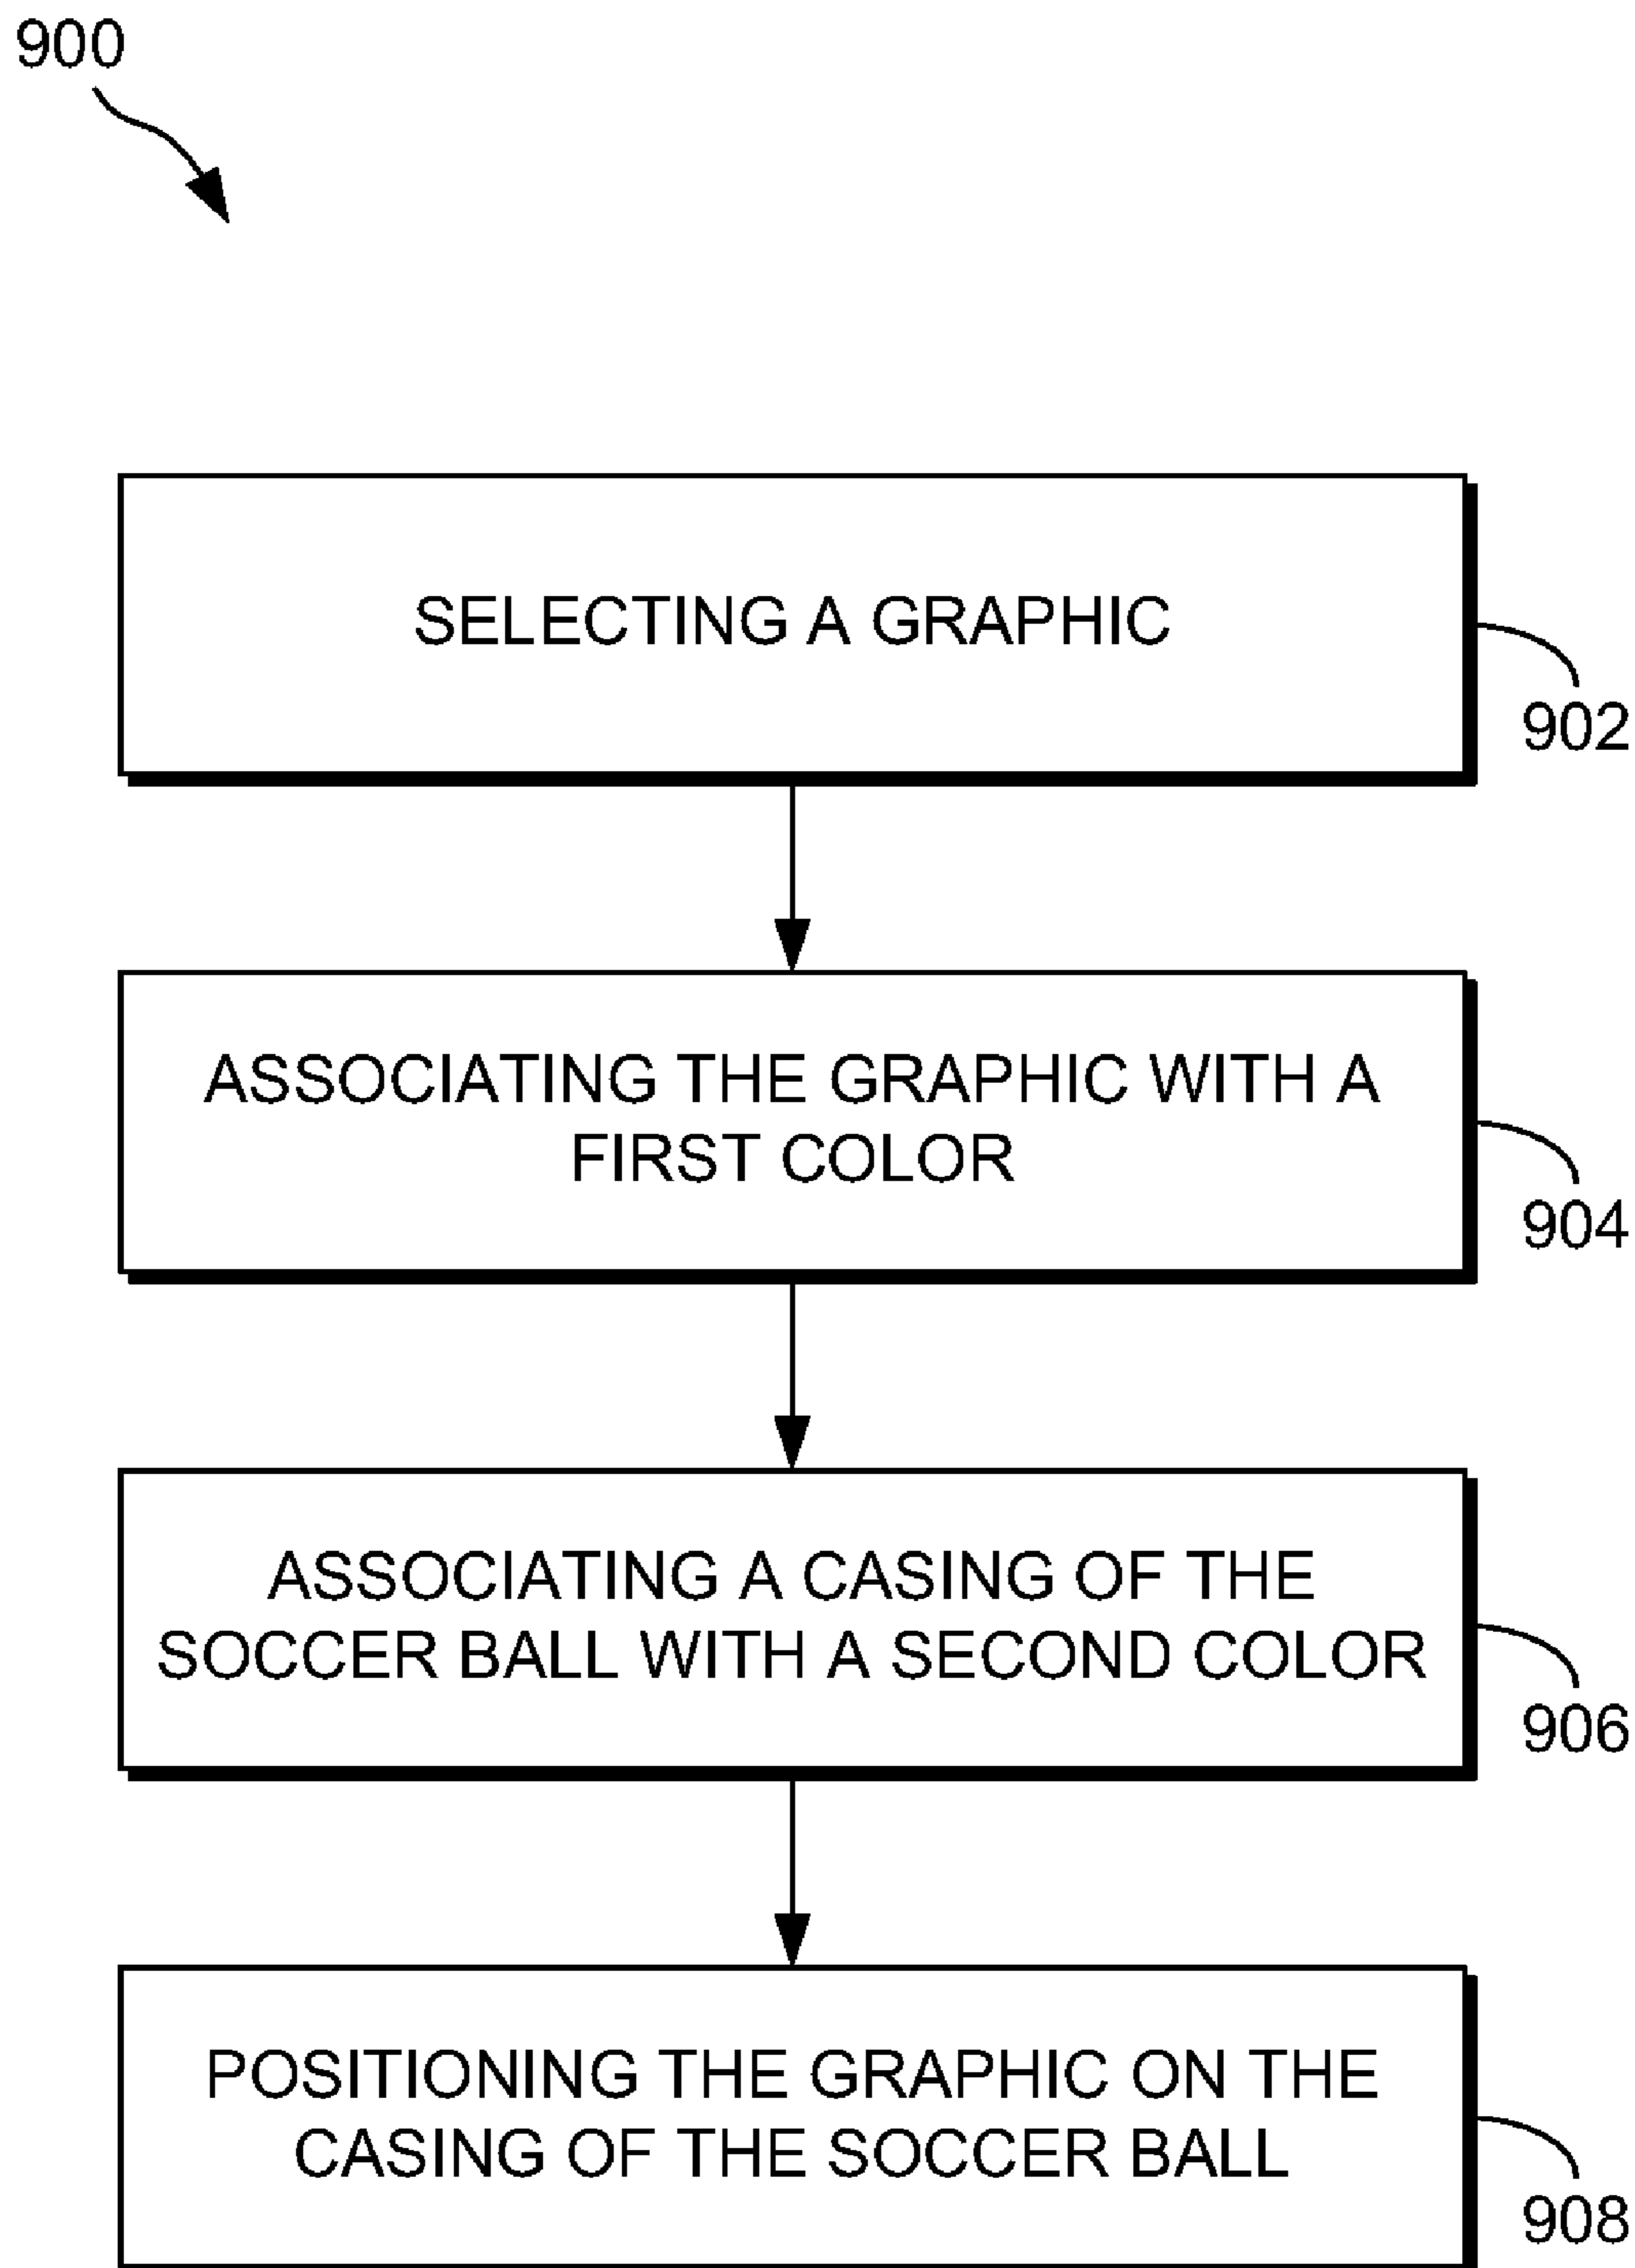 900
SELECTING A GRAPHIC
902
ASSOCIATING THE GRAPHIC WITH A
FIRST COLOR
904
ASSOCIATING A CASING OF THE
SOCCER BALL WITH A SECOND COLOR
906
POSITIONING THE GRAPHIC ON THE
CASING OF THE SOCCER BALL
908